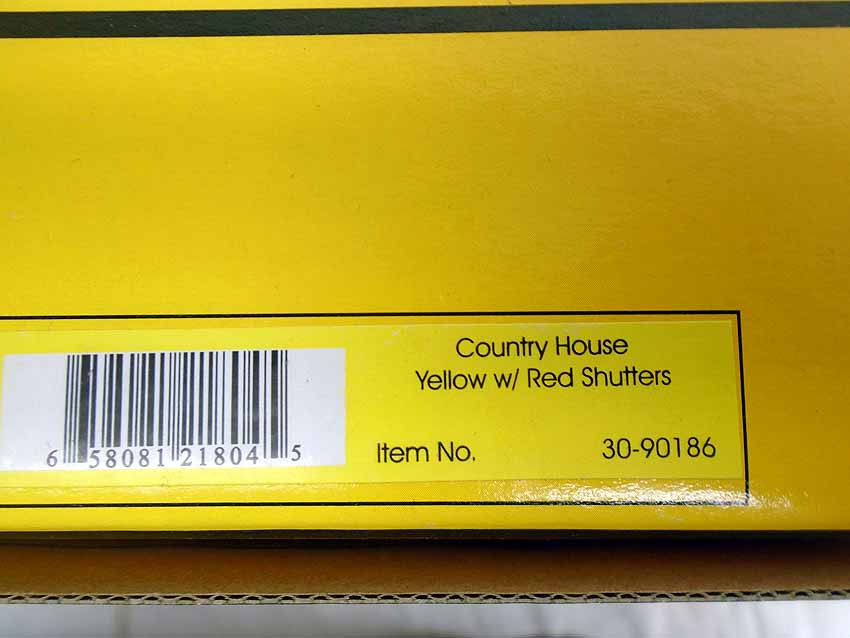 Country House
Yellow w/ Red Shutters
Item No. 30-90186
6 58081 21804 5